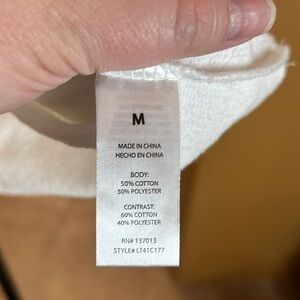 M
MADE IN CHINA
HECHO EN CHINA
BODY:
50% COTTON
50% POLYESTER
CONTRAST:
60% COTTON
40% POLYESTER
RN# 137013
STYLE# LT41C177